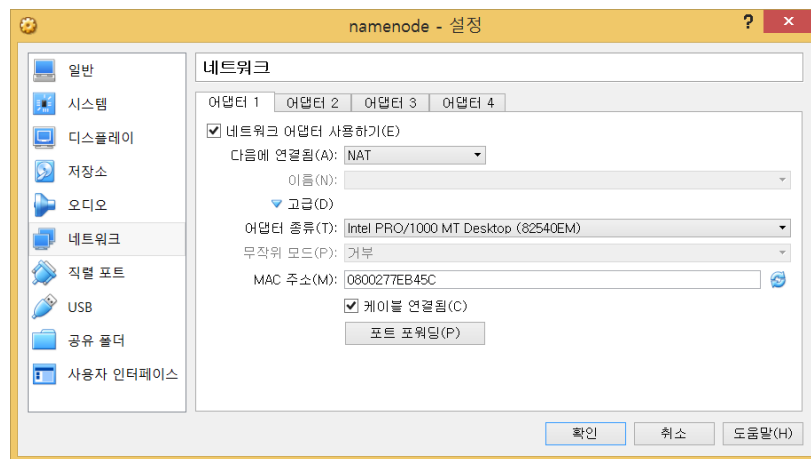 namenode - 설정
? x
일반
시스템
디스플레이
저장소
오디오
네트워크
직렬 포트
USB
공유 폴더
사용자 인터페이스
네트워크
어댑터 1 어댑터 2 어댑터 3 어댑터 4
네트워크 어댑터 사용하기(E)
다음에 연결됨(A): NAT
이름(N):
고급(D)
어댑터 종류(T): Intel PRO/1000 MT Desktop (82540EM)
무작위 모드(P): 거부
MAC 주소(M): 0800277EB45C
케이블 연결됨(C)
포트 포워딩(P)
확인 취소 도움말(H)